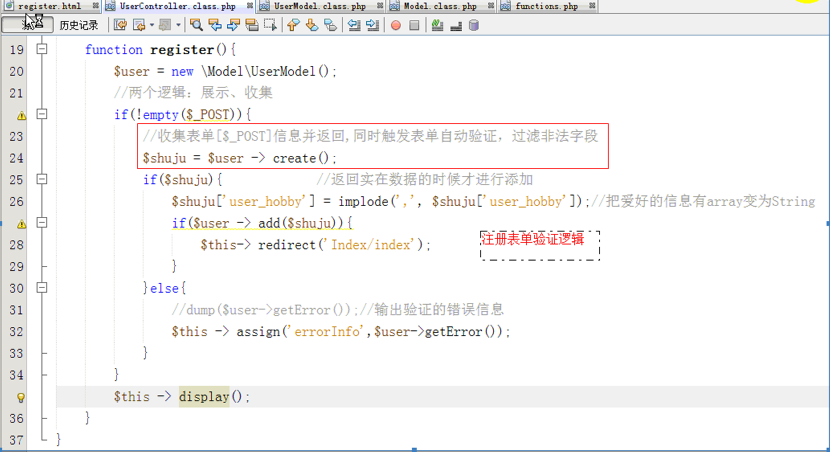 register.html UserController.class.php UserModel.class.php Model.class.php functions.php
历史记录
19 function register(){
20 $user = new \Model\UserModel();
21 //两个逻辑：展示、收集
if(!empty($_POST)){
23 //收集表单[$_POST]信息并返回,同时触发表单自动验证，过滤非法字段
24 $shuju = $user -> create();
25 if($shuju){ //返回实在数据的时候才进行添加
26 $shuju['user_hobby'] = implode(',', $shuju['user_hobby']);//把爱好的信息有array变为String
if($user -> add($shuju)){
28 $this-> redirect('Index/index'); 注册表单验证逻辑
29 }
30 }else{
31 //dump($user->getError());//输出验证的错误信息
32 $this -> assign('errorInfo',$user->getError());
33 }
34 }
$this -> display();
36 }
37 }